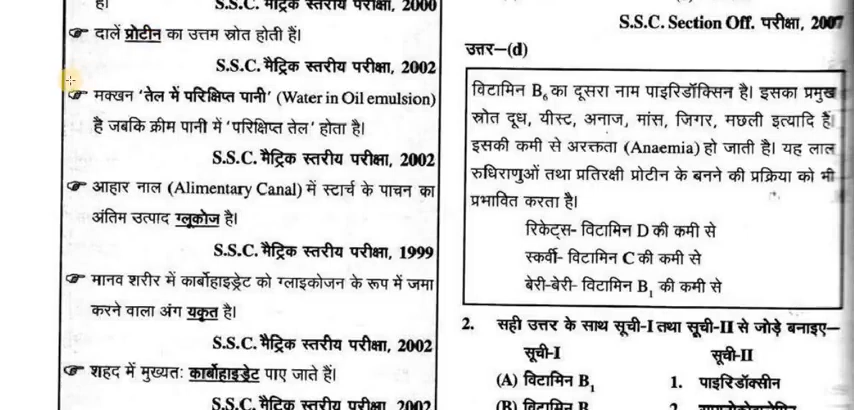 है।
S.S.C. मैट्रिक स्तरीय परीक्षा, 2000
☞ दालें प्रोटीन का उत्तम स्रोत होती हैं।
S.S.C. मैट्रिक स्तरीय परीक्षा, 2002
☞ मक्खन 'तेल में परिक्षिप्त पानी' (Water in Oil emulsion)
है जबकि क्रीम पानी में 'परिक्षिप्त तेल' होता है।
S.S.C. मैट्रिक स्तरीय परीक्षा, 2002
☞ आहार नाल (Alimentary Canal) में स्टार्च के पाचन का
अंतिम उत्पाद ग्लूकोज है।
S.S.C. मैट्रिक स्तरीय परीक्षा, 1999
☞ मानव शरीर में कार्बोहाइड्रेट को ग्लाइकोजन के रूप में जमा
करने वाला अंग यकृत है।
S.S.C. मैट्रिक स्तरीय परीक्षा, 2002
☞ शहद में मुख्यतः कार्बोहाइड्रेट पाए जाते हैं।
S.S.C. मैट्रिक स्तरीय परीक्षा, 2002
S.S.C. Section Off. परीक्षा, 2007
उत्तर–(d)
विटामिन B₆ का दूसरा नाम पाइरिडॉक्सिन है। इसका प्रमुख
स्रोत दूध, यीस्ट, अनाज, मांस, जिगर, मछली इत्यादि हैं।
इसकी कमी से अरक्तता (Anaemia) हो जाती है। यह लाल
रुधिराणुओं तथा प्रतिरक्षी प्रोटीन के बनने की प्रक्रिया को भी
प्रभावित करता है।
रिकेट्स- विटामिन D की कमी से
स्कर्वी- विटामिन C की कमी से
बेरी-बेरी- विटामिन B₁ की कमी से
2. सही उत्तर के साथ सूची-I तथा सूची-II से जोड़े बनाइए–
सूची-I सूची-II
(A) विटामिन B₁ 1. पाइरिडॉक्सीन
(B) विटामिन B 2.